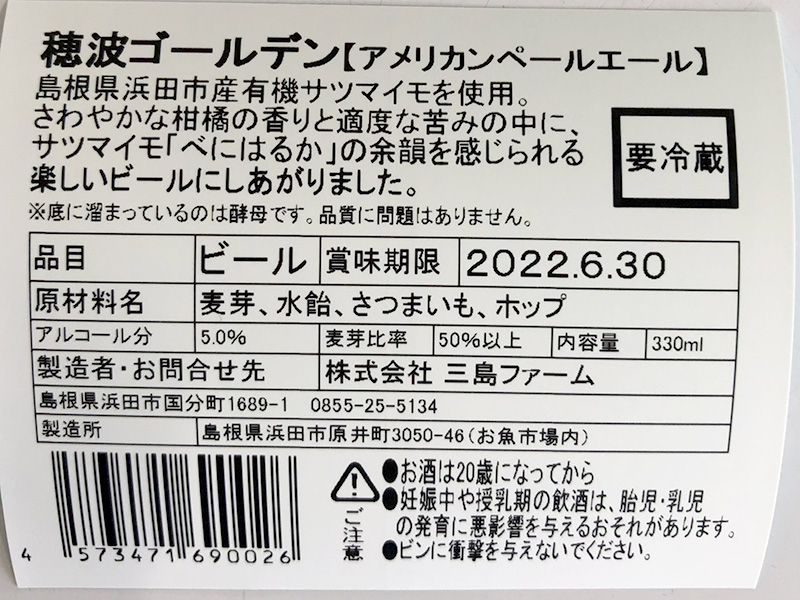 穂波ゴールデン【アメリカンペールエール】
島根県浜田市産有機サツマイモを使用。
さわやかな柑橘の香りと適度な苦みの中に、
サツマイモ「べにはるか」の余韻を感じられる
楽しいビールにしあがりました。
※底に溜まっているのは酵母です。品質に問題はありません。
要冷蔵
品目 ビール 賞味期限 2022.6.30
原材料名 麦芽、水飴、さつまいも、ホップ
アルコール分 5.0% 麦芽比率 50%以上 内容量 330ml
製造者・お問合せ先 株式会社 三島ファーム
島根県浜田市国分町1689-1 0855-25-5134
製造所 島根県浜田市原井町3050-46(お魚市場内)
4 573471 690026
ご注意
●お酒は20歳になってから
●妊娠中や授乳期の飲酒は、胎児・乳児
の発育に悪影響を与えるおそれがあります。
●ビンに衝撃を与えないでください。